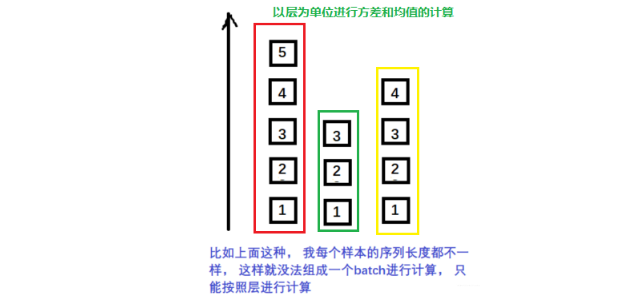 以层为单位进行方差和均值的计算
5
4 4
3 3 3
2 2 2
1 1 1
比如上面这种， 我每个样本的序列长度都不一
样， 这样就没法组成一个batch进行计算， 只
能按照层进行计算